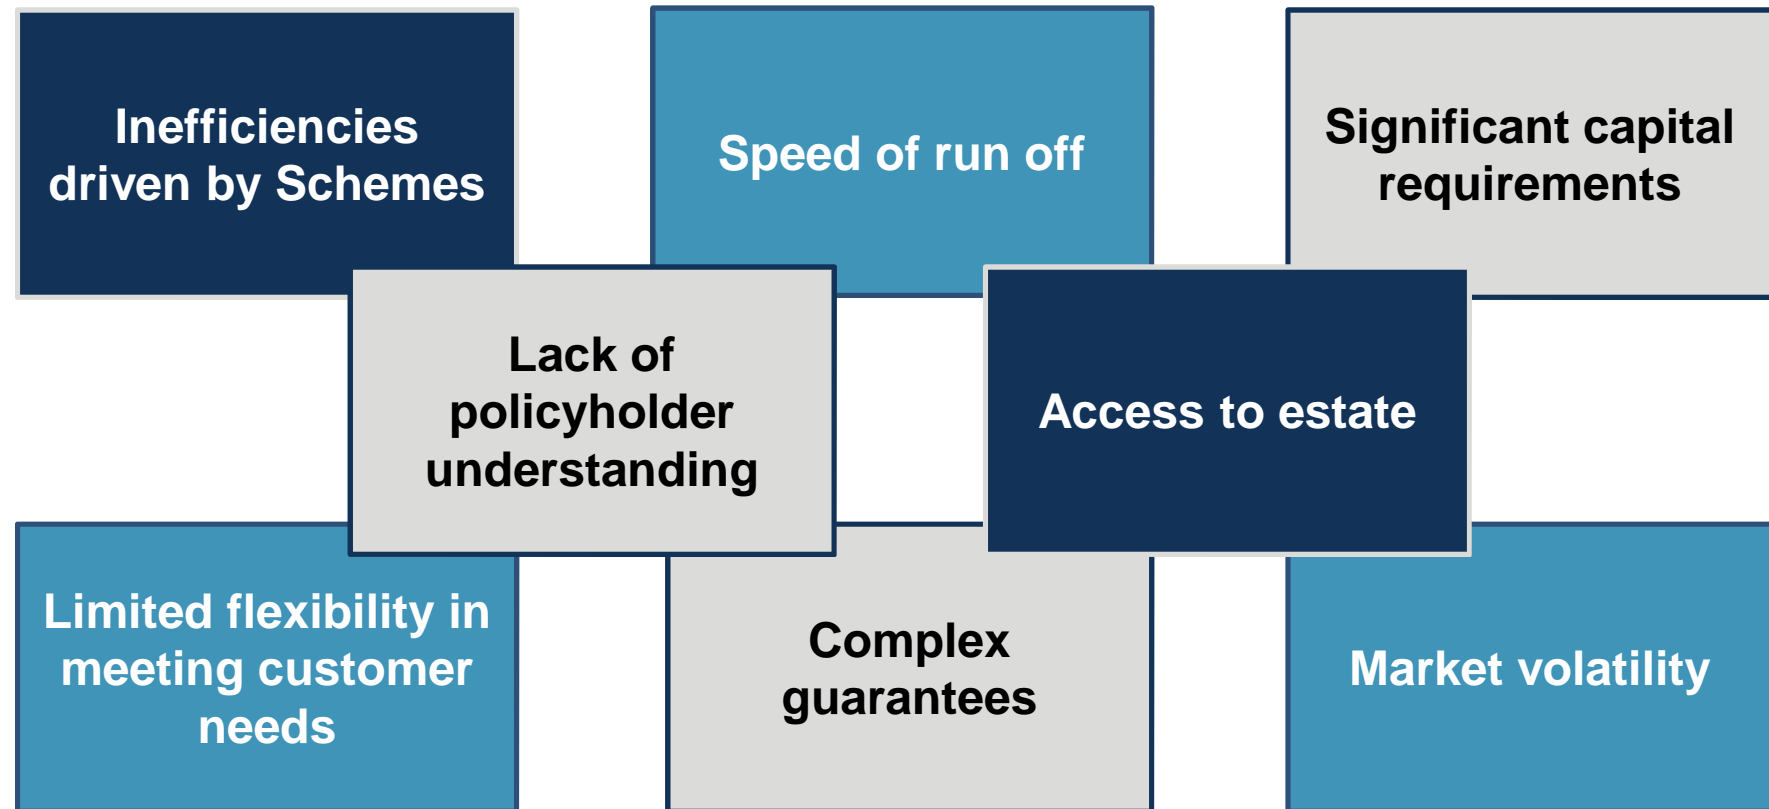 Inefficiencies
driven by Schemes
Speed of run off
Significant capital
requirements
Lack of
policyholder
understanding
Access to estate
Limited flexibility in
meeting customer
needs
Complex
guarantees
Market volatility